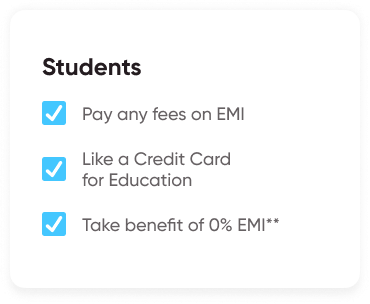 Students
Pay any fees on EMI
Like a Credit Card
for Education
Take benefit of 0% EMI**